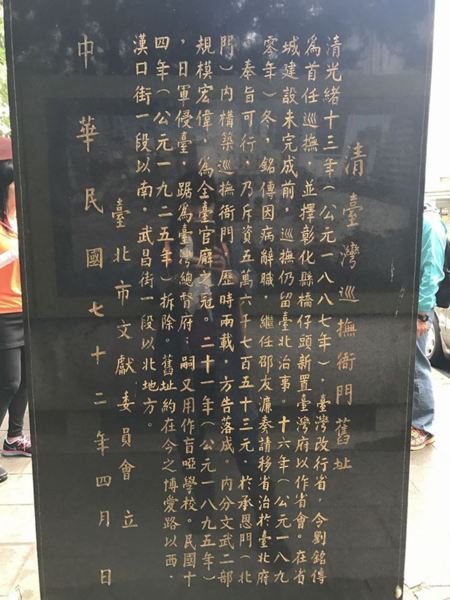 清臺灣巡撫衙門舊址
清光緒十三年（公元一八八七年），臺灣改行省，令劉銘傳
為首任巡撫，並擇彰化縣橋仔頭新置臺灣府以作省會。在省
城建設未完成前，巡撫仍留臺北治事。十六年（公元一八九
零年）冬，銘傳因病辭職，繼任邵友濂奏請移省治於臺北府
，奉旨可行，乃斥資五萬六千七百五十三元，於承恩門（北
門）內構築巡撫衙門，歷時兩載，方告落成，內分文武二部
，規模宏偉，為全臺官廨之冠。二十一年（公元一八九五年）
，日軍侵臺，踞為臺灣總督府；嗣又用作盲啞學校。民國十
四年（公元一九二五年）拆除。舊址約在今之博愛路以西，
漢口街一段以南，武昌街一段以北地方。
臺北市文獻委員會 立
中華民國七十二年四月 日